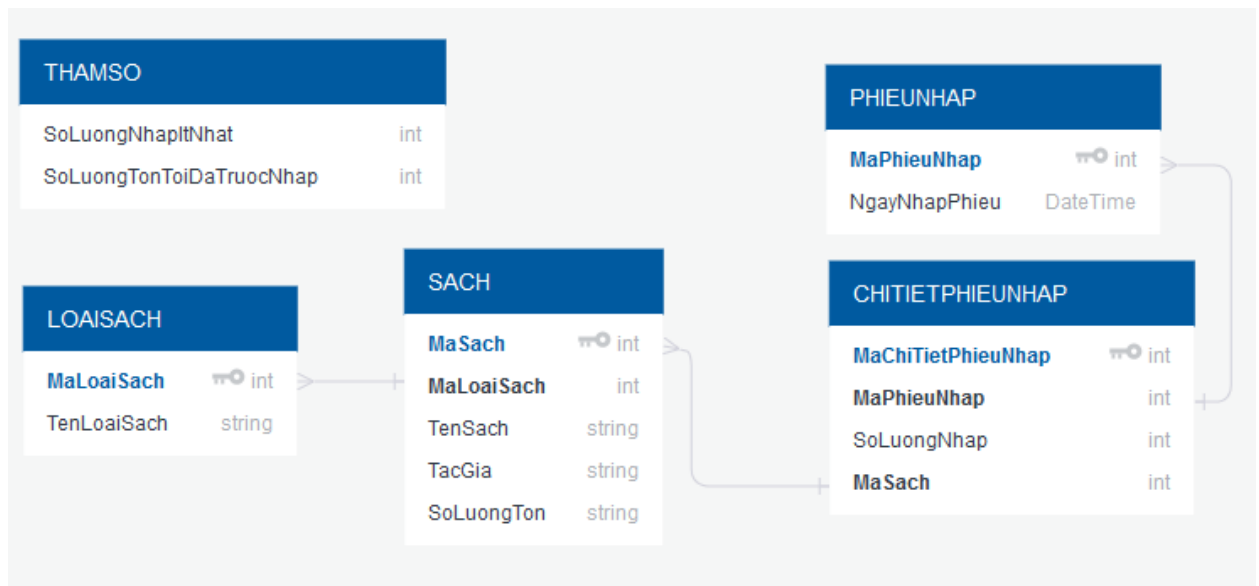 THAMSO
SoLuongNhapItNhat int
SoLuongTonToiDaTruocNhap int
PHIEUNHAP
MaPhieuNhap int
NgayNhapPhieu DateTime
LOAISACH
MaLoaiSach int
TenLoaiSach string
SACH
MaSach int
MaLoaiSach int
TenSach string
TacGia string
SoLuongTon string
CHITIETPHIEUNHAP
MaChiTietPhieuNhap int
MaPhieuNhap int
SoLuongNhap int
MaSach int